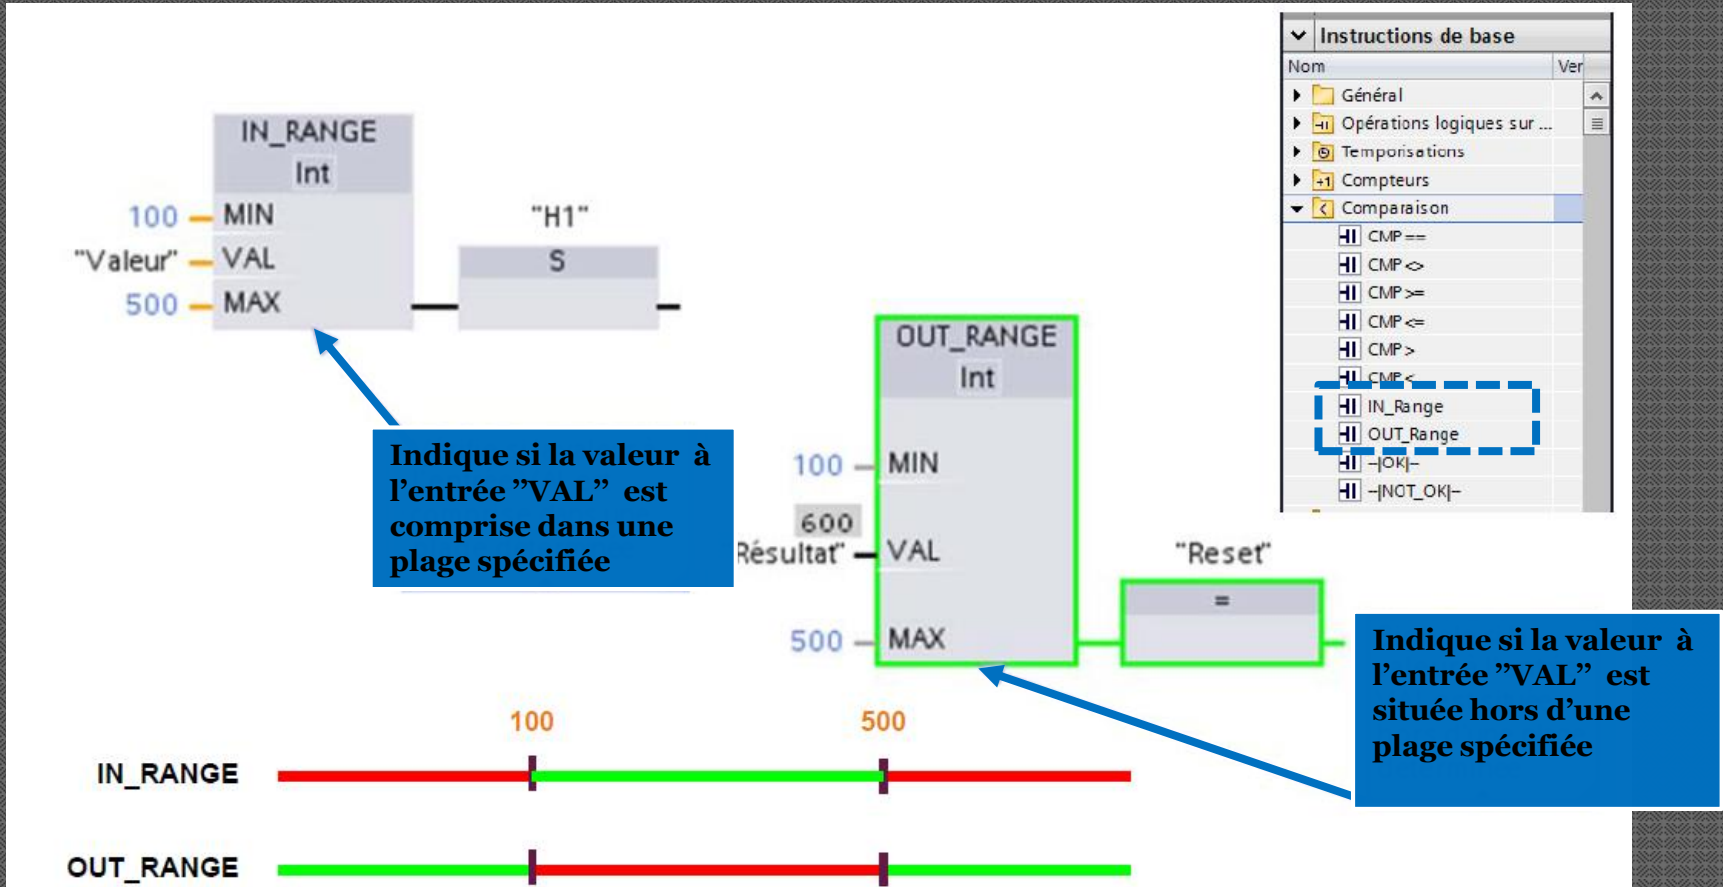 IN_RANGE
Int
100
MIN
"Valeur"
VAL
500
MAX
"H1"
S
Indique si la valeur à
l’entrée ”VAL” est
comprise dans une
plage spécifiée
OUT_RANGE
Int
100
MIN
600
Résultat"
VAL
500
MAX
"Reset"
=
Indique si la valeur à
l’entrée ”VAL” est
située hors d’une
plage spécifiée
Instructions de base
Nom Ver
Général
Opérations logiques sur ...
Temporisations
+1 Compteurs
Comparaison
CMP ==
CMP <>
CMP >=
CMP <=
CMP >
CMP <
IN_Range
OUT_Range
-|OK|-
-|NOT_OK|-
100 500
IN_RANGE
OUT_RANGE